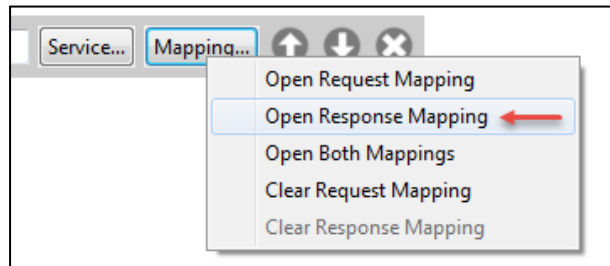 Service... Mapping...
Open Request Mapping
Open Response Mapping
Open Both Mappings
Clear Request Mapping
Clear Response Mapping